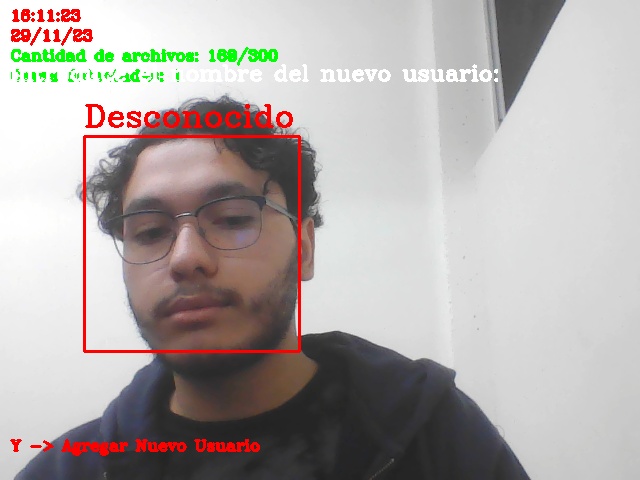 16:11:23
29/11/23
Cantidad de archivos: 169/300
nombre del nuevo usuario:
Desconocido
Y -> Agregar Nuevo Usuario